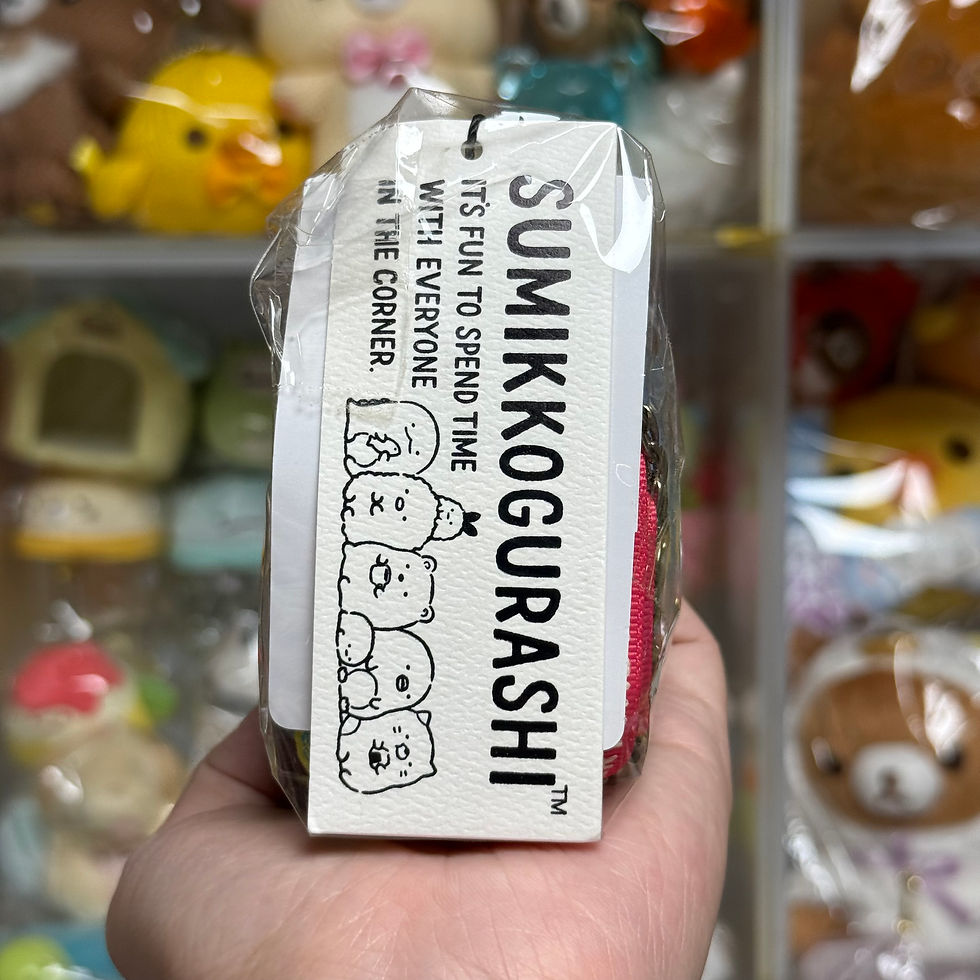 SUMIKKOGURASHI™
IT'S FUN TO SPEND TIME
WITH EVERYONE
IN THE CORNER.